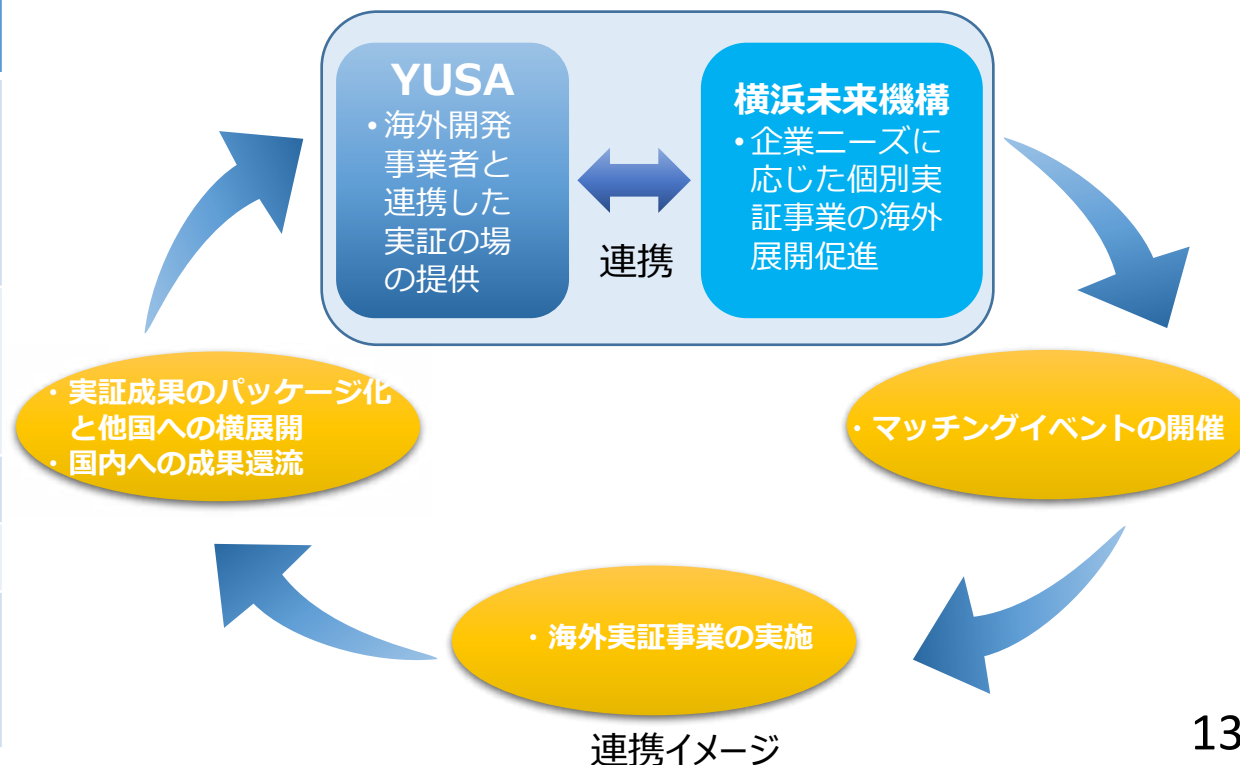 YUSA
・海外開発
事業者と
連携した
実証の場
の提供
連携
横浜未来機構
・企業ニーズに
応じた個別実
証事業の海外
展開促進
・マッチングイベントの開催
・海外実証事業の実施
・実証成果のパッケージ化
と他国への横展開
・国内への成果還流
連携イメージ
13